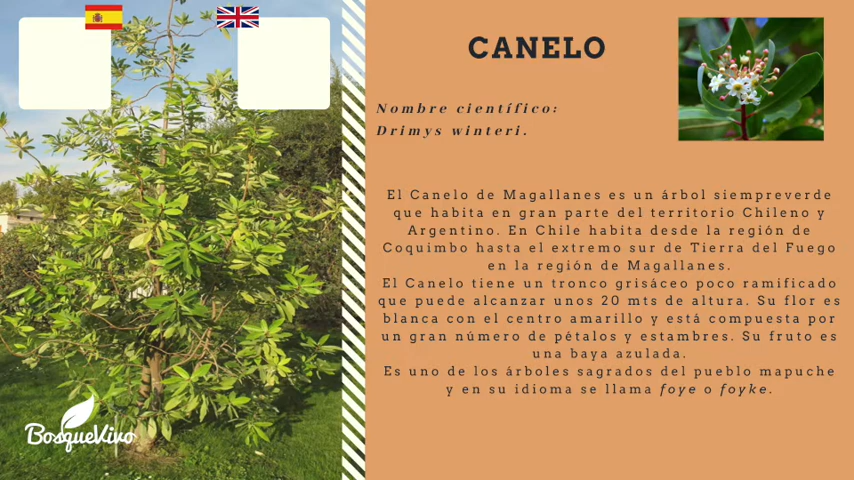 CANELO
Nombre científico:
Drimys winteri.
El Canelo de Magallanes es un árbol siempreverde
que habita en gran parte del territorio Chileno y
Argentino. En Chile habita desde la región de
Coquimbo hasta el extremo sur de Tierra del Fuego
en la región de Magallanes.
El Canelo tiene un tronco grisáceo poco ramificado
que puede alcanzar unos 20 mts de altura. Su flor es
blanca con el centro amarillo y está compuesta por
un gran número de pétalos y estambres. Su fruto es
una baya azulada.
Es uno de los árboles sagrados del pueblo mapuche
y en su idioma se llama foye o foyke.
BosqueVivo